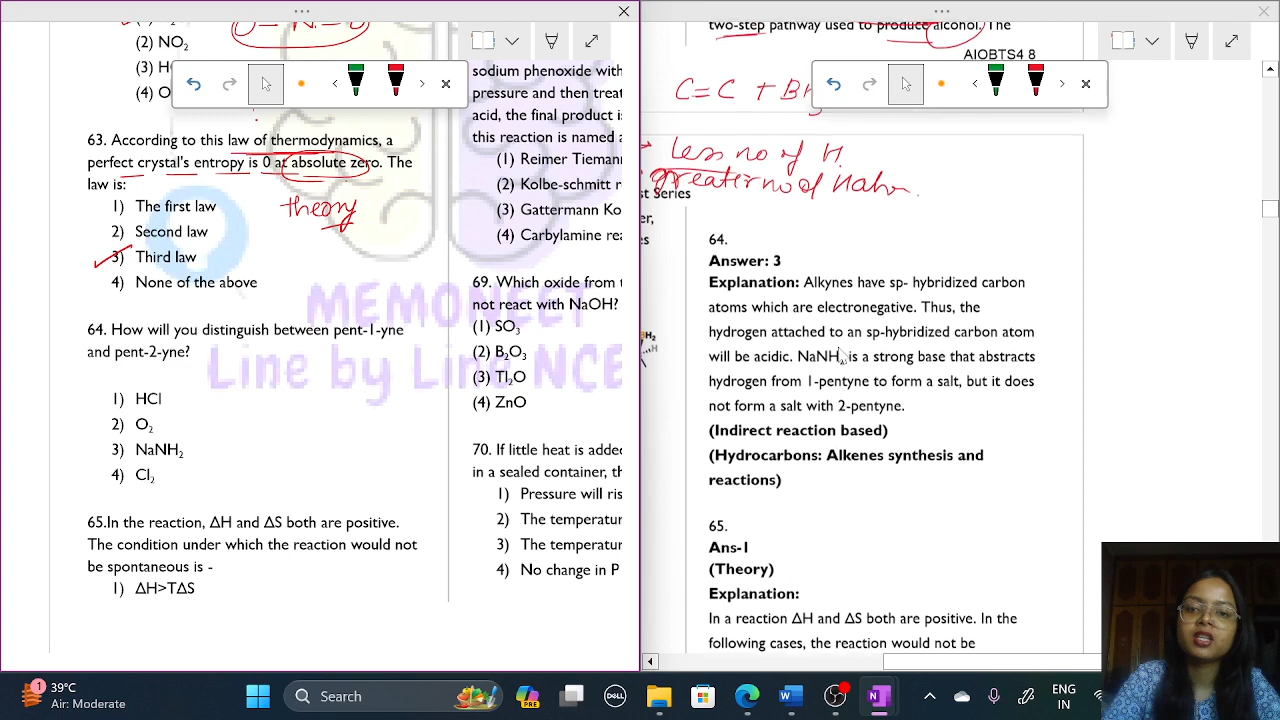 (2) NO2
(3) H
(4) O
63. According to this law of thermodynamics, a
perfect crystal's entropy is 0 at absolute zero. The
law is:
1) The first law
2) Second law
3) Third law
4) None of the above
theory
64. How will you distinguish between pent-1-yne
and pent-2-yne?
1) HCl
2) O2
3) NaNH2
4) Cl2
65.In the reaction, ΔH and ΔS both are positive.
The condition under which the reaction would not
be spontaneous is -
1) ΔH>TΔS
MEMONEET
Line by Line NCE
sodium phenoxide with
pressure and then treat
acid, the final product is
this reaction is named a
(1) Reimer Tiemann
(2) Kolbe-schmitt r
(3) Gattermann Ko
(4) Carbylamine rea
69. Which oxide from t
not react with NaOH?
(1) SO3
(2) B2O3
(3) Tl2O
(4) ZnO
70. If little heat is added
in a sealed container, th
1) Pressure will ris
2) The temperatur
3) The temperatur
4) No change in P
two-step pathway used to produce alcohol. The
AIOBTS4 8
C=C + BH3
less no of H
greater no of
st Series
64.
Answer: 3
Explanation: Alkynes have sp- hybridized carbon
atoms which are electronegative. Thus, the
hydrogen attached to an sp-hybridized carbon atom
will be acidic. NaNH2 is a strong base that abstracts
hydrogen from 1-pentyne to form a salt, but it does
not form a salt with 2-pentyne.
(Indirect reaction based)
(Hydrocarbons: Alkenes synthesis and
reactions)
65.
Ans-1
(Theory)
Explanation:
In a reaction ΔH and ΔS both are positive. In the
following cases, the reaction would not be
1
39°C
Air: Moderate
Search
PRE
DELL
ENG
IN